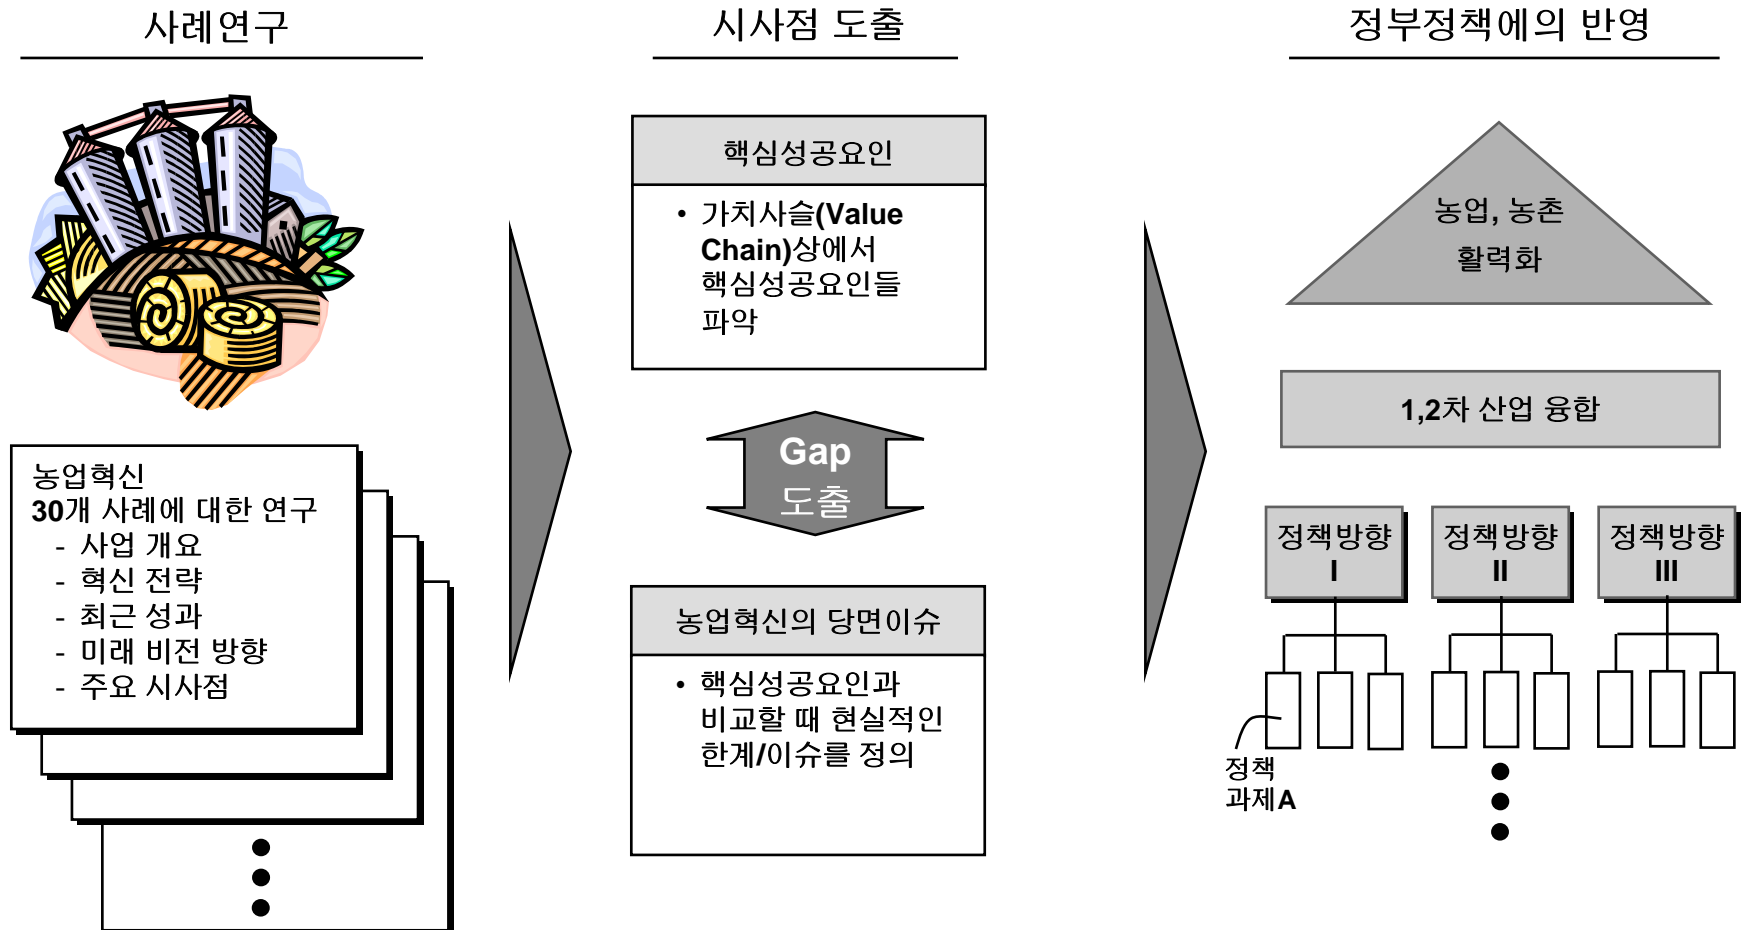 사례연구
농업혁신
30개 사례에 대한 연구
- 사업 개요
- 혁신 전략
- 최근 성과
- 미래 비전 방향
- 주요 시사점
시사점 도출
핵심성공요인
• 가치사슬(Value
Chain)상에서
핵심성공요인들
파악
Gap
도출
농업혁신의 당면이슈
• 핵심성공요인과
비교할 때 현실적인
한계/이슈를 정의
정부정책에의 반영
농업, 농촌
활력화
1,2차 산업 융합
정책방향
I
정책방향
II
정책방향
III
정책
과제A